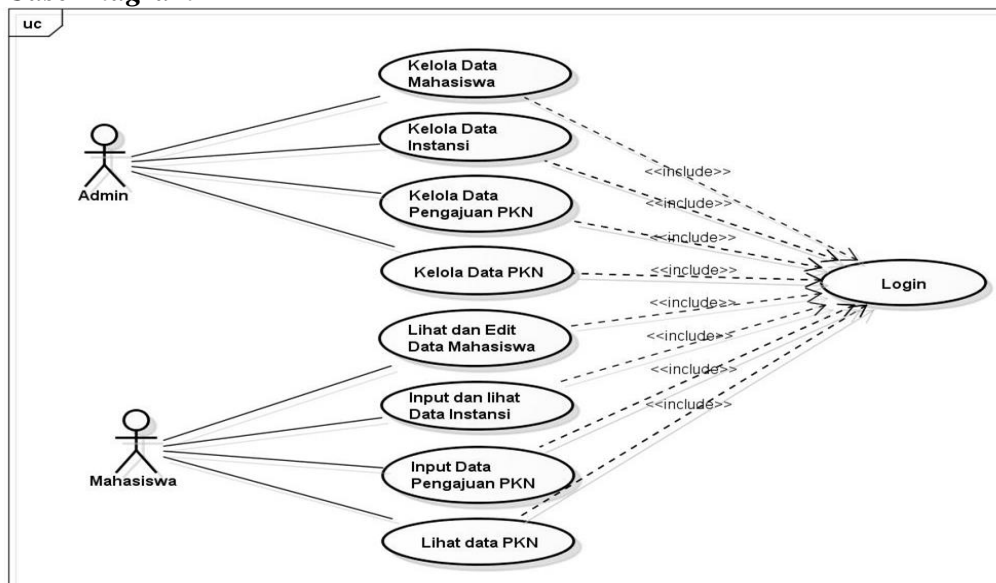 uc
Kelola Data
Mahasiswa
Kelola Data
Instansi
<<include>>
Admin
Kelola Data
Pengajuan PKN
<<include>>
<<include>>
Kelola Data PKN
<<include>>
Login
<<include>>
Lihat dan Edit
Data Mahasiswa
<<include>>
<<include>>
Input dan lihat
Data Instansi
<<include>>
Mahasiswa
Input Data
Pengajuan PKN
Lihat data PKN